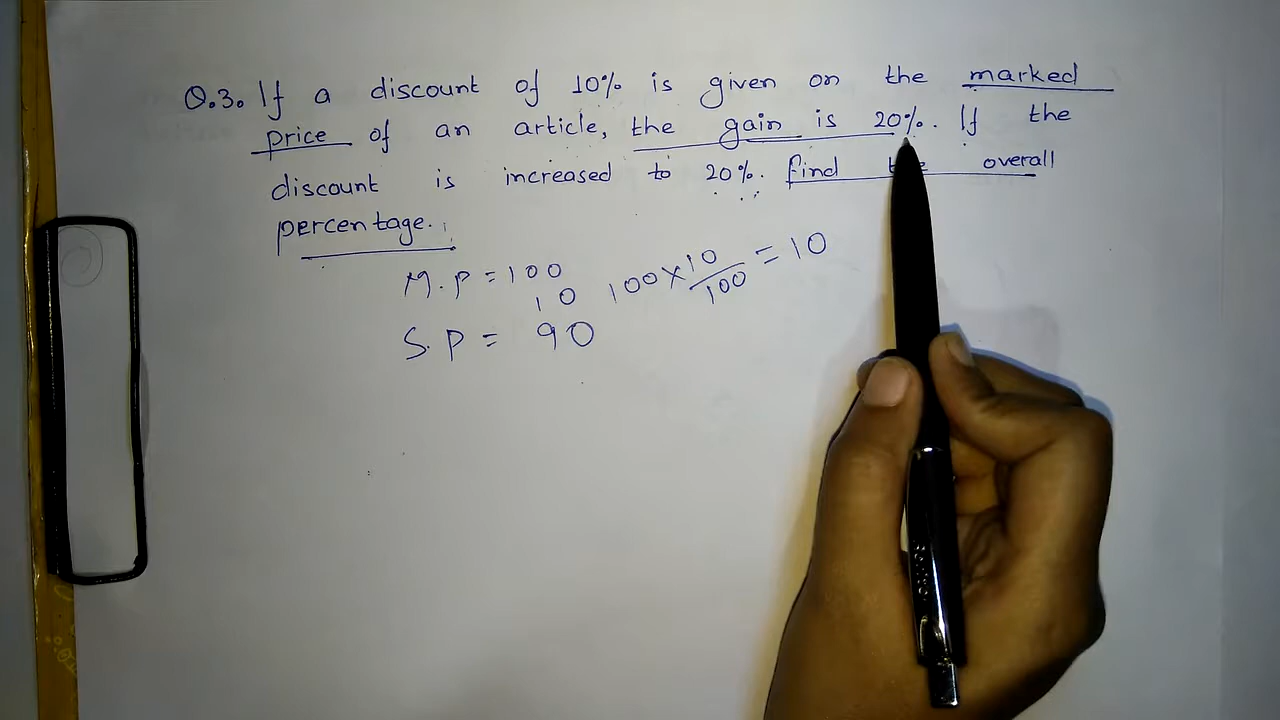 Q.3. If a discount of 10% is given on the marked
price of an article, the gain is 20%. If the
discount is increased to 20%. find the overall
percentage.
M.P = 100
10 100 × 10/100 = 10
S.P = 90